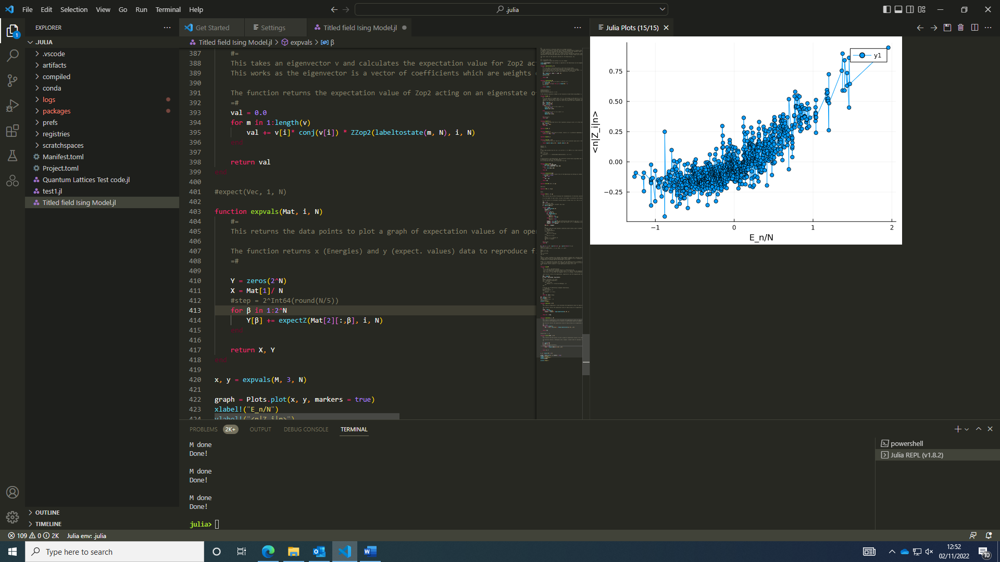 File Edit Selection View Go Run Terminal Help
.julia
EXPLORER
JULIA
.vscode
artifacts
compiled
conda
logs
packages
prefs
registries
scratchspaces
Manifest.toml
Project.toml
Quantum Lattices Test code.jl
test1.jl
Titled field Ising Model.jl
OUTLINE
TIMELINE
Get Started Settings Titled field Ising Model.jl
Titled field Ising Model.jl > expvals > β
387 #=
388 This takes an eigenvector v and calculates the expectation value for Zop2 act
389 This works as the eigenvector is a vector of coefficients which are weights
390
391 The function returns the expectation value of Zop2 acting on an eigenstate o
392 =#
393 val = 0.0
394 for m in 1:length(v)
395 val += v[i]* conj(v[i]) * ZZop2(labeltostate(m, N), i, N)
396 end
397
398 return val
399 end
400
401 #expect(Vec, 1, N)
402
403 function expvals(Mat, i, N)
404 #=
405 This returns the data points to plot a graph of expectation values of an ope
406
407 The function returns x (Energies) and y (expect. values) data to reproduce f
408 =#
409
410 Y = zeros(2^N)
411 X = Mat[1]/ N
412 #step = 2^Int64(round(N/5))
413 for β in 1:2^N
414 Y[β] += expectZ(Mat[2][:,β], i, N)
415 end
416
417 return X, Y
418 end
419
420 x, y = expvals(M, 3, N)
421
422 graph = Plots.plot(x, y, markers = true)
423 xlabel!("E_n/N")
424 ylabel!("<n|Z_i|n>")
Julia Plots (15/15)
y1
0.75
0.50
0.25
0.00
−0.25
<n|Z_i|n>
−1 0 1 2
E_n/N
PROBLEMS 2K+ OUTPUT DEBUG CONSOLE TERMINAL
M done
Done!
M done
Done!
M done
Done!
julia>
powershell
Julia REPL (v1.8.2)
1
109 0 2K Julia env: .julia
Type here to search
12:52
02/11/2022
10